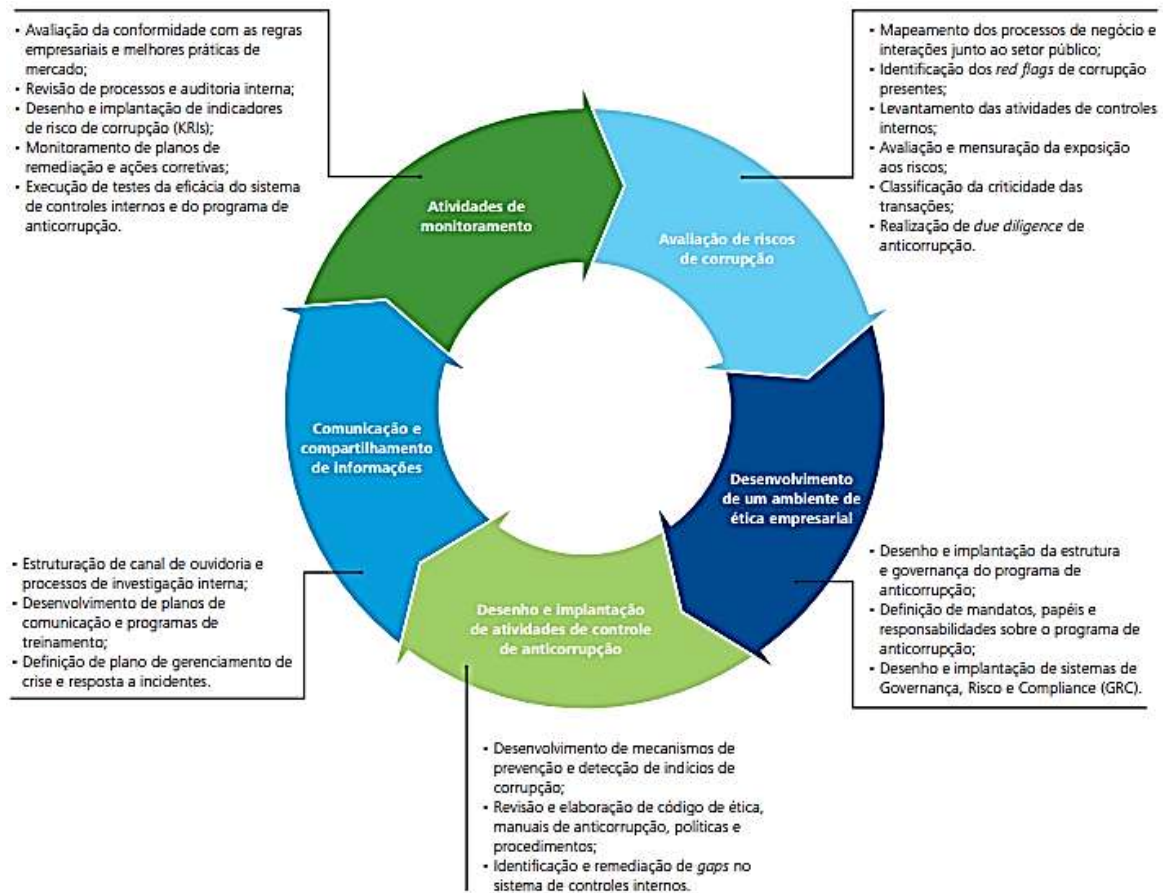 • Avaliação da conformidade com as regras
empresariais e melhores práticas de
mercado;
• Revisão de processos e auditoria interna;
• Desenho e implantação de indicadores
de risco de corrupção (KRIs);
• Monitoramento de planos de
remediação e ações corretivas;
• Execução de testes da eficácia do sistema
de controles internos e do programa de
anticorrupção.
• Mapeamento dos processos de negócio e
interações junto ao setor público;
• Identificação dos red flags de corrupção
presentes;
• Levantamento das atividades de controles
internos;
• Avaliação e mensuração da exposição
aos riscos;
• Classificação da criticidade das
transações;
• Realização de due diligence de
anticorrupção.
Atividades de
monitoramento
Avaliação de riscos
de corrupção
Comunicação e
compartilhamento
de informações
Desenvolvimento
de um ambiente de
ética empresarial
Desenho e implantação
de atividades de controle
de anticorrupção
• Estruturação de canal de ouvidoria e
processos de investigação interna;
• Desenvolvimento de planos de
comunicação e programas de
treinamento;
• Definição de plano de gerenciamento de
crise e resposta a incidentes.
• Desenho e implantação da estrutura
e governança do programa de
anticorrupção;
• Definição de mandatos, papéis e
responsabilidades sobre o programa de
anticorrupção;
• Desenho e implantação de sistemas de
Governança, Risco e Compliance (GRC).
• Desenvolvimento de mecanismos de
prevenção e detecção de indícios de
corrupção;
• Revisão e elaboração de código de ética,
manuais de anticorrupção, políticas e
procedimentos;
• Identificação e remediação de gaps no
sistema de controles internos.